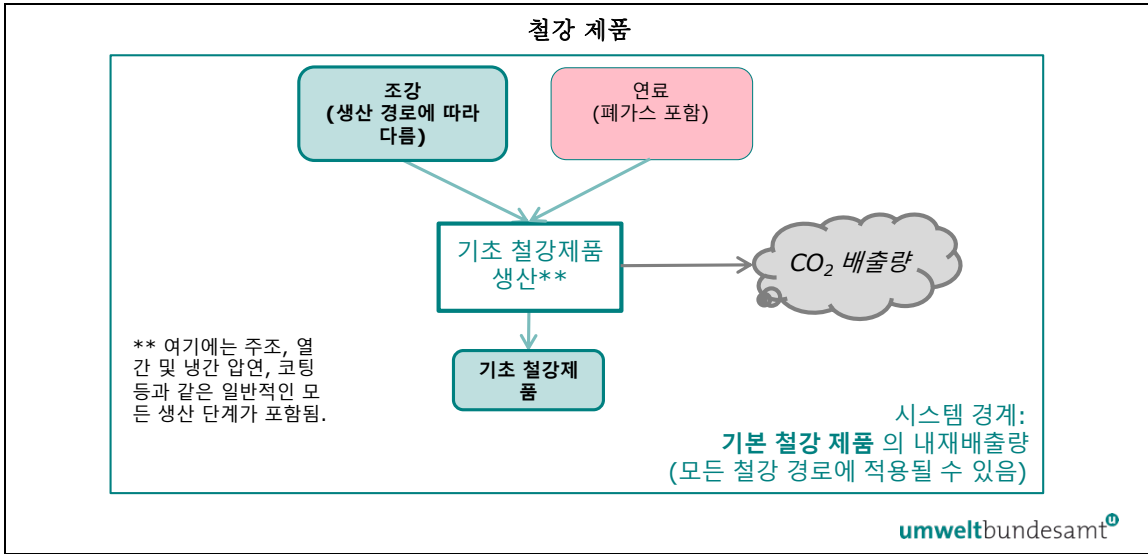 철강 제품
조강
(생산 경로에 따라
다름)
연료
(폐가스 포함)
기초 철강제품
생산**
CO₂ 배출량
** 여기에는 주조, 열
간 및 냉간 압연, 코팅
등과 같은 일반적인 모
든 생산 단계가 포함됨.
기초 철강제
품
시스템 경계:
기본 철강 제품 의 내재배출량
(모든 철강 경로에 적용될 수 있음)
umweltbundesamt